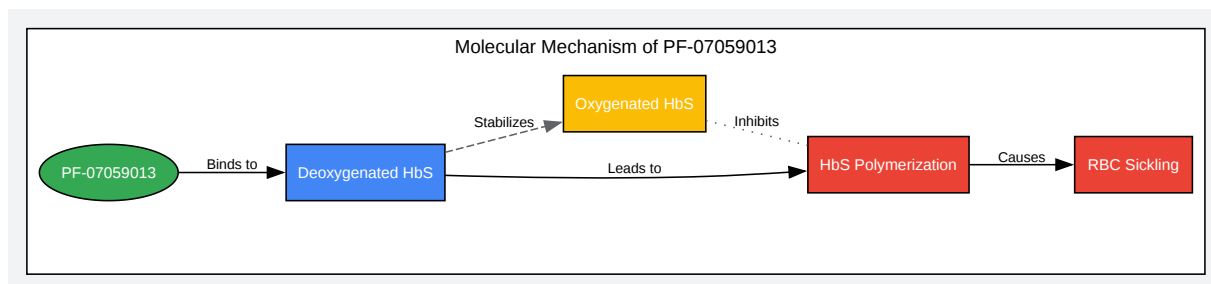 Molecular Mechanism of PF-07059013
Oxygenated HbS
Stabilizes
Inhibits
PF-07059013
Binds to
Deoxygenated HbS
Leads to
HbS Polymerization
Causes
RBC Sickling